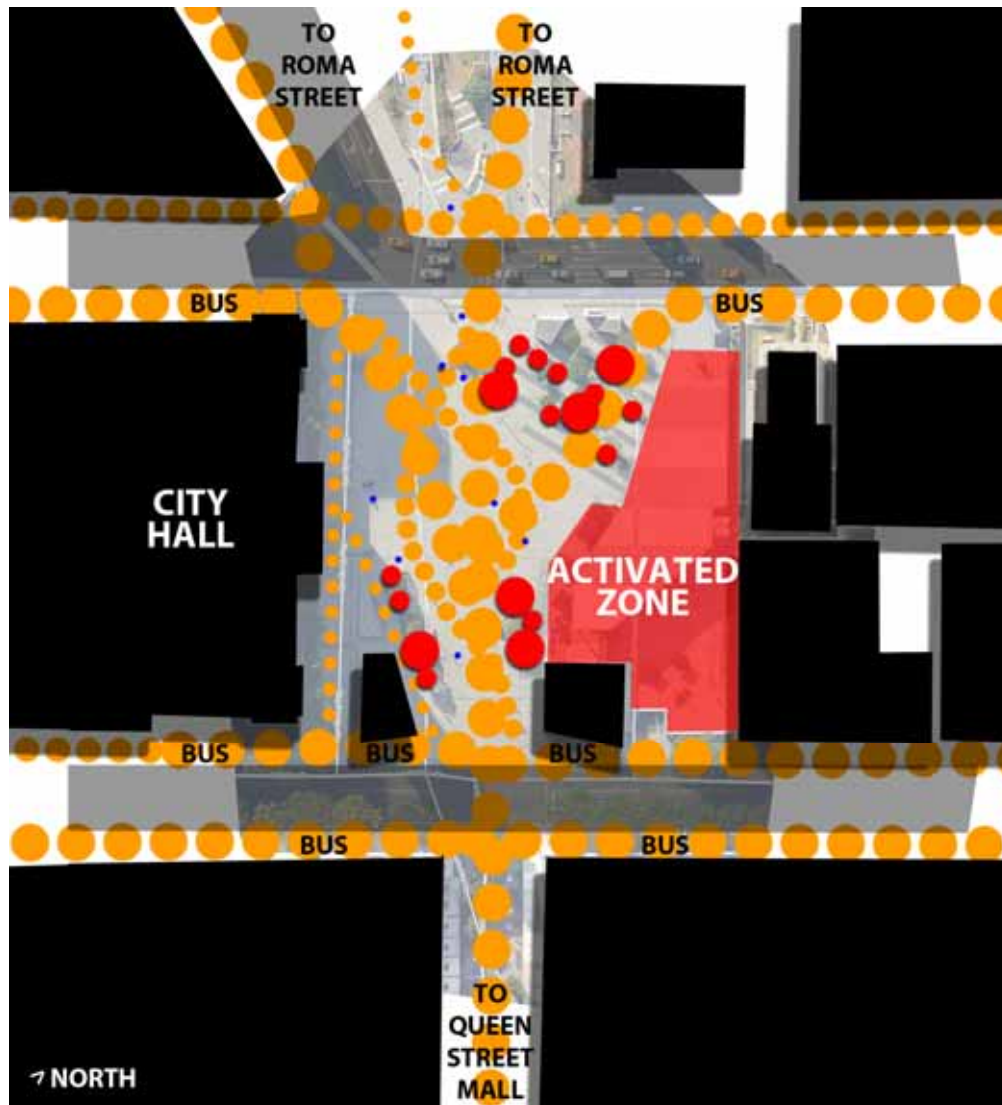 TO
ROMA
STREET
TO
ROMA
STREET
BUS
BUS
CITY
HALL
ACTIVATED
ZONE
BUS
BUS
BUS
BUS
BUS
TO
QUEEN
STREET
MALL
NORTH